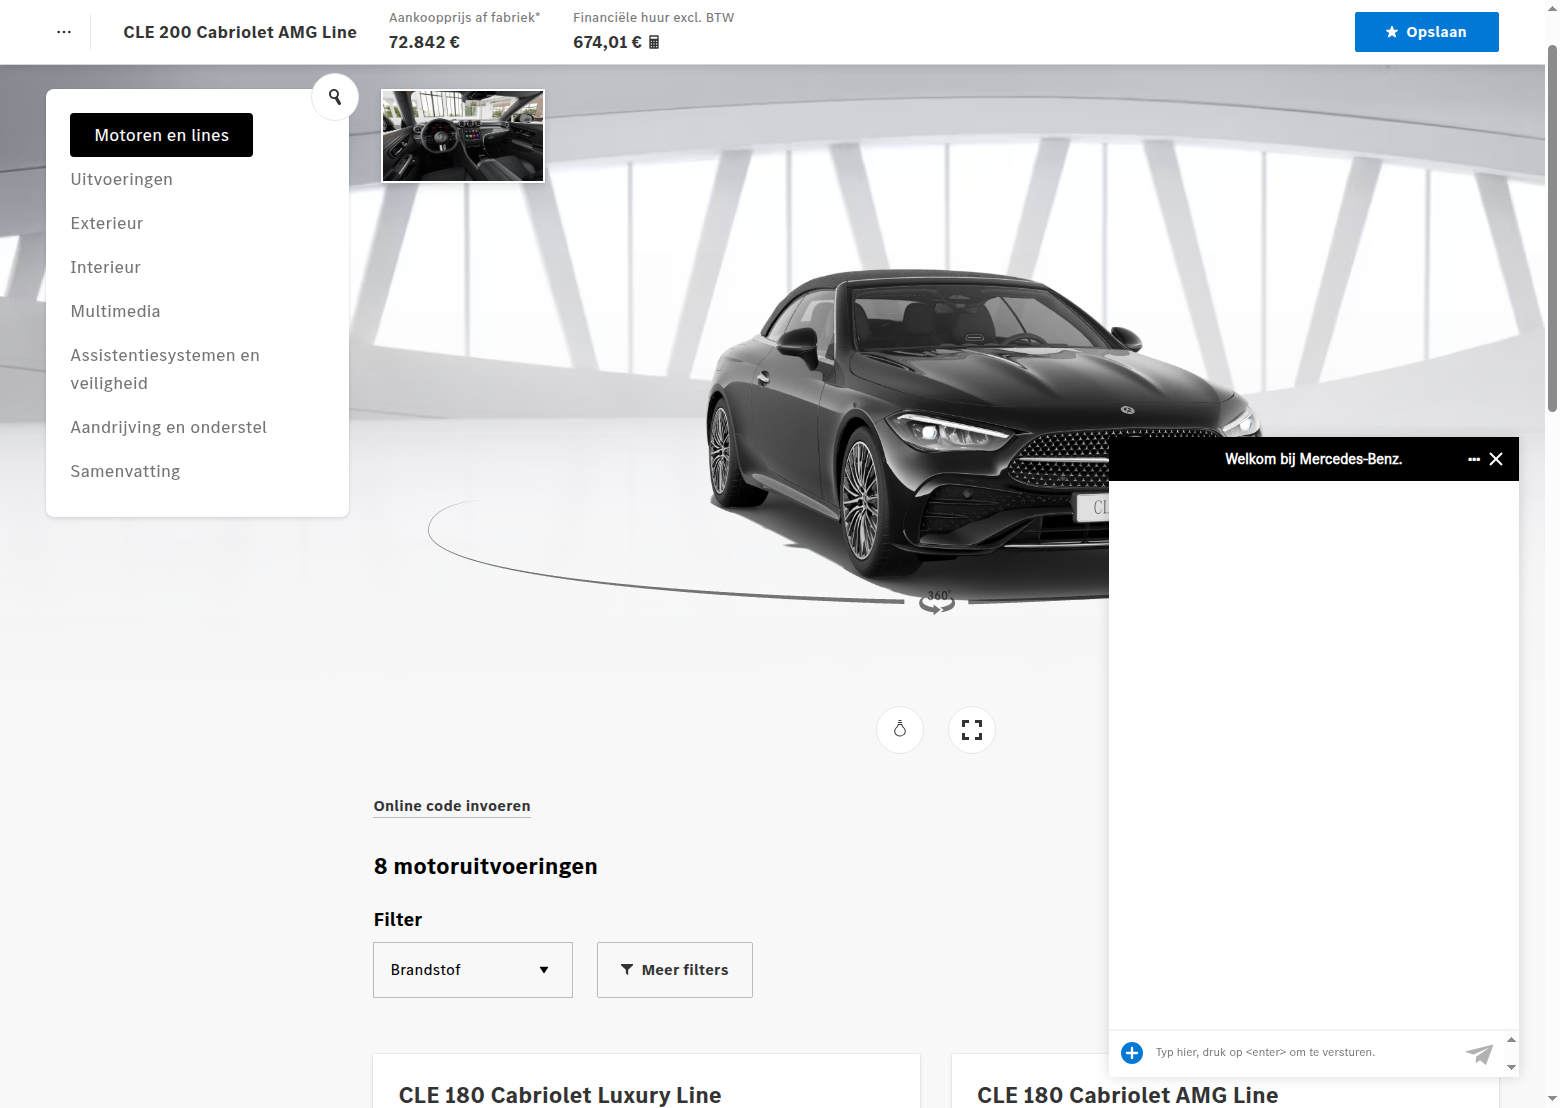 CLE 200 Cabriolet AMG Line
Aankoopprijs af fabriek*
72.842 €
Financiële huur excl. BTW
674,01 €
Opslaan
Motoren en lines
Uitvoeringen
Exterieur
Interieur
Multimedia
Assistentiesystemen en
veiligheid
Aandrijving en onderstel
Samenvatting
CL
360°
Welkom bij Mercedes-Benz.
Online code invoeren
8 motoruitvoeringen
Filter
Brandstof
Meer filters
Typ hier, druk op <enter> om te versturen.
CLE 180 Cabriolet Luxury Line
CLE 180 Cabriolet AMG Line